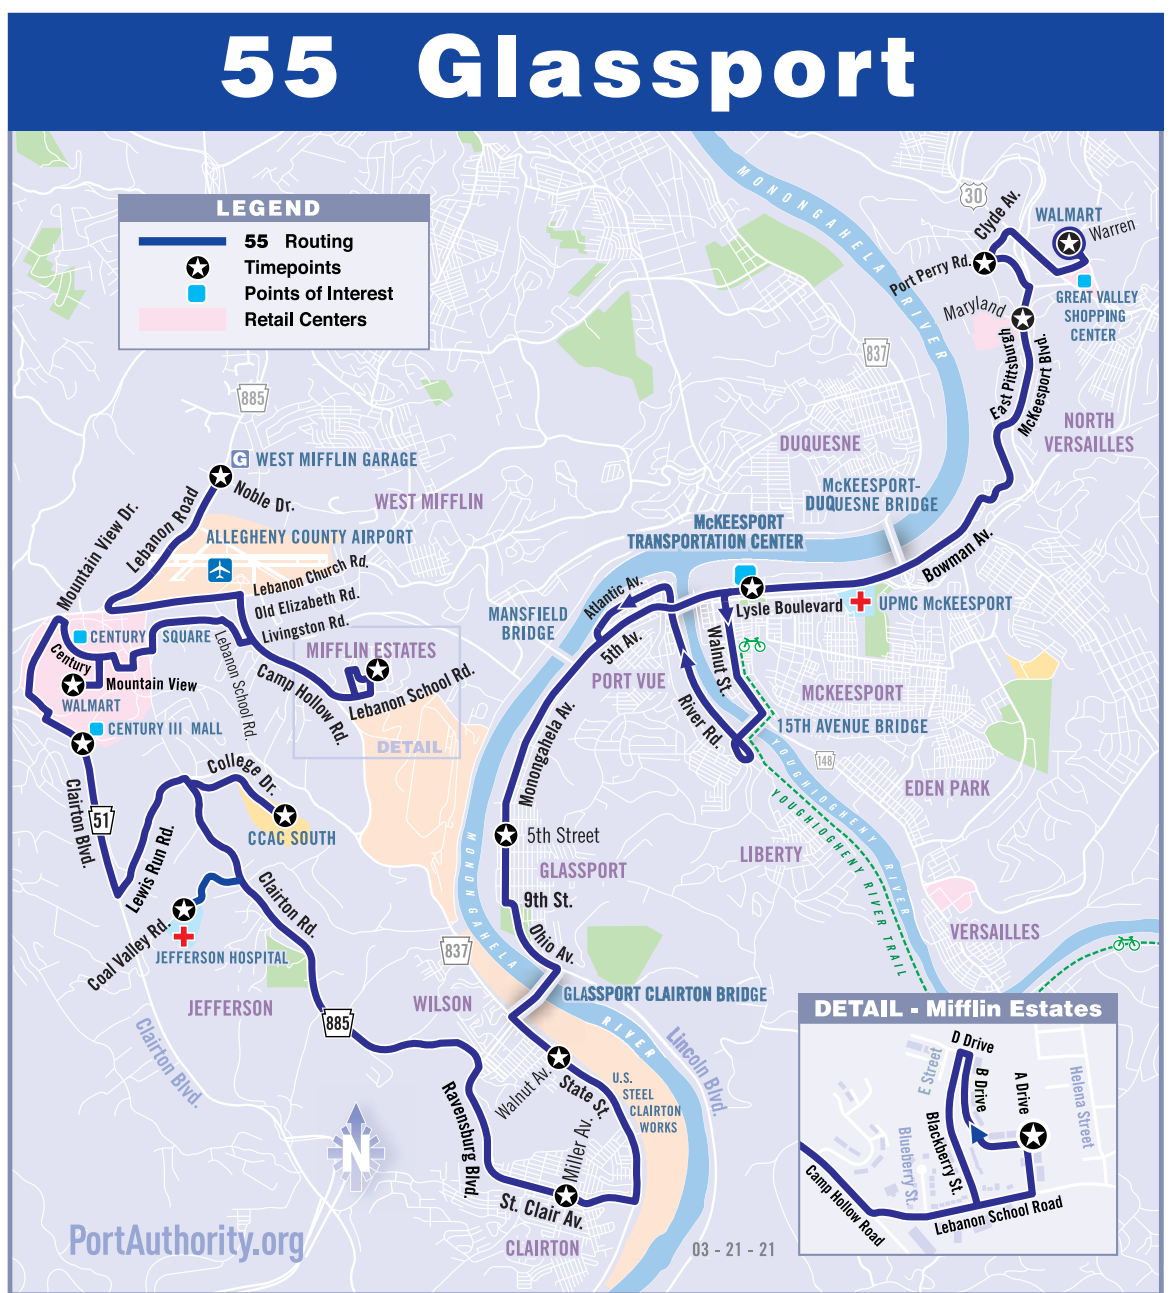 55 Glassport
LEGEND
55 Routing
Timepoints
Points of Interest
Retail Centers
MONONGAHELA RIVER
30
Clyde Av.
WALMART
Warren
Port Perry Rd.
GREAT VALLEY
SHOPPING
CENTER
Maryland
East Pittsburgh
McKeesport Blvd.
837
885
NORTH
VERSAILLES
DUQUESNE
G
WEST MIFFLIN GARAGE
Noble Dr.
WEST MIFFLIN
McKEESPORT-
DUQUESNE BRIDGE
Lebanon Road
Mountain View Dr.
ALLEGHENY COUNTY AIRPORT
McKEESPORT
TRANSPORTATION CENTER
Bowman Av.
Lebanon Church Rd.
Old Elizabeth Rd.
Livingston Rd.
Atlantic Av.
Lysle Boulevard
UPMC McKEESPORT
MANSFIELD
BRIDGE
CENTURY SQUARE
Century
Mountain View
WALMART
Lebanon School Rd.
MIFFLIN ESTATES
Camp Hollow Rd.
Lebanon School Rd.
5th Av.
Walnut St.
PORT VUE
MCKEESPORT
CENTURY III MALL
DETAIL
River Rd.
15TH AVENUE BRIDGE
148
Monongahela Av.
College Dr.
Clairton Blvd.
51
CCAC SOUTH
YOUGHIOGHENY RIVER
YOUGHIOGHENY RIVER TRAIL
EDEN PARK
5th Street
LIBERTY
GLASSPORT
Lewis Run Rd.
MONONGAHELA
9th St.
Clairton Rd.
Coal Valley Rd.
JEFFERSON HOSPITAL
837
Ohio Av.
VERSAILLES
JEFFERSON
WILSON
GLASSPORT CLAIRTON BRIDGE
RIVER
885
Clairton Blvd.
Lincoln Blvd.
Walnut Av.
State St.
U.S.
STEEL
CLAIRTON
WORKS
N
Ravensburg Blvd.
Miller Av.
St. Clair Av.
CLAIRTON
DETAIL - Mifflin Estates
D Drive
E Street
B Drive
A Drive
Helena Street
Blackberry St.
Blueberry St.
Camp Hollow Road
Lebanon School Road
PortAuthority.org
03 - 21 - 21